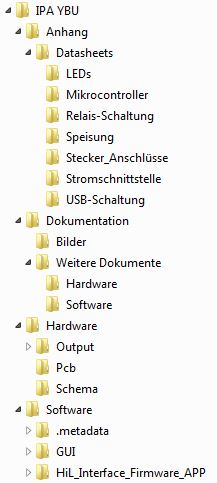 IPA YBU
Anhang
Datasheets
LEDs
Mikrocontroller
Relais-Schaltung
Speisung
Stecker_Anschlüsse
Stromschnittstelle
USB-Schaltung
Dokumentation
Bilder
Weitere Dokumente
Hardware
Software
Hardware
Output
Pcb
Schema
Software
.metadata
GUI
HiL_Interface_Firmware_APP